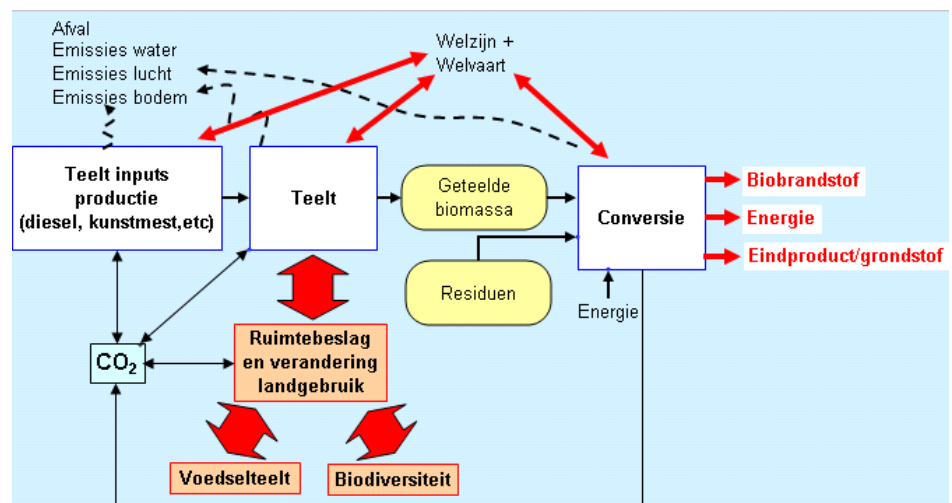 Afval
Emissies water
Emissies lucht
Emissies bodem
Welzijn +
Welvaart
Teelt inputs
productie
(diesel, kunstmest,etc)
Teelt
Geteelde
biomassa
Conversie
Biobrandstof
Energie
Eindproduct/grondstof
Residuen
Energie
CO₂
Ruimtebeslag
en verandering
landgebruik
Voedselteelt
Biodiversiteit